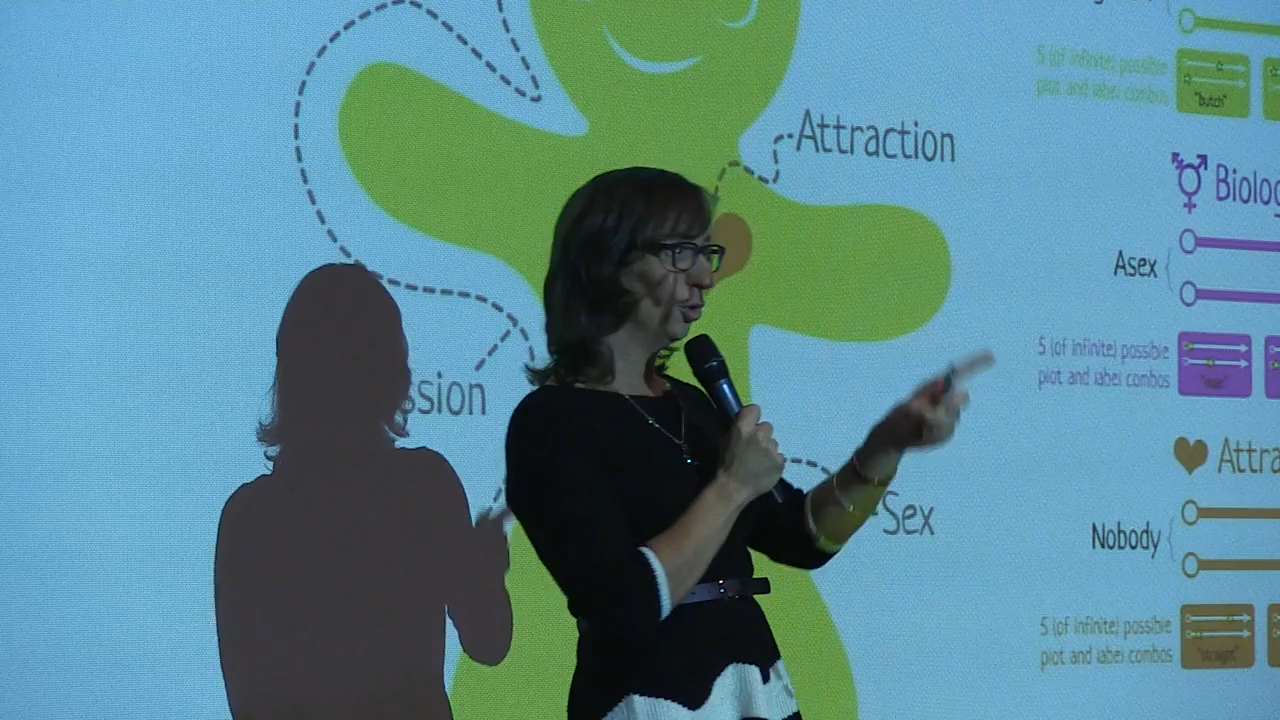 Attraction
ssion
Sex
5 (of infinite) possible
plot and label combos
"butch"
Biolog
Asex
5 (of infinite) possible
plot and label combos
"male"
Attra
Nobody
5 (of infinite) possible
plot and label combos
"straight"